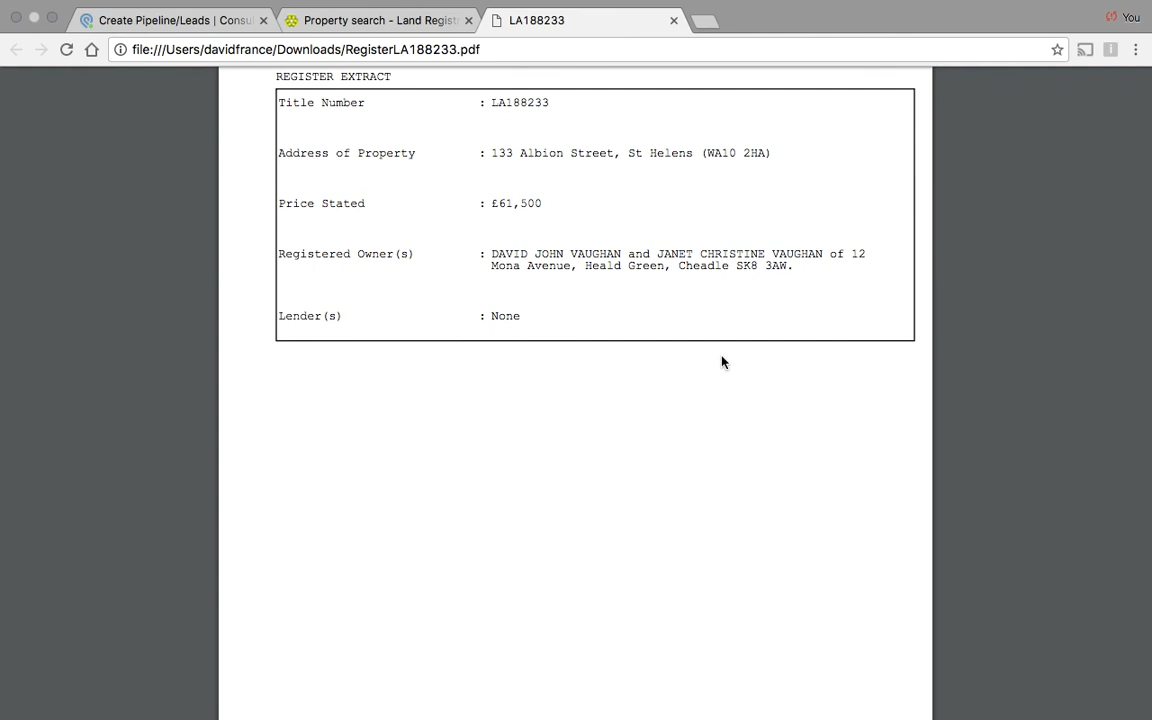 Create Pipeline/Leads | Consul
Property search - Land Registr
LA188233
You
file:///Users/davidfrance/Downloads/RegisterLA188233.pdf
REGISTER EXTRACT
Title Number : LA188233
Address of Property : 133 Albion Street, St Helens (WA10 2HA)
Price Stated : £61,500
Registered Owner(s) : DAVID JOHN VAUGHAN and JANET CHRISTINE VAUGHAN of 12
Mona Avenue, Heald Green, Cheadle SK8 3AW.
Lender(s) : None